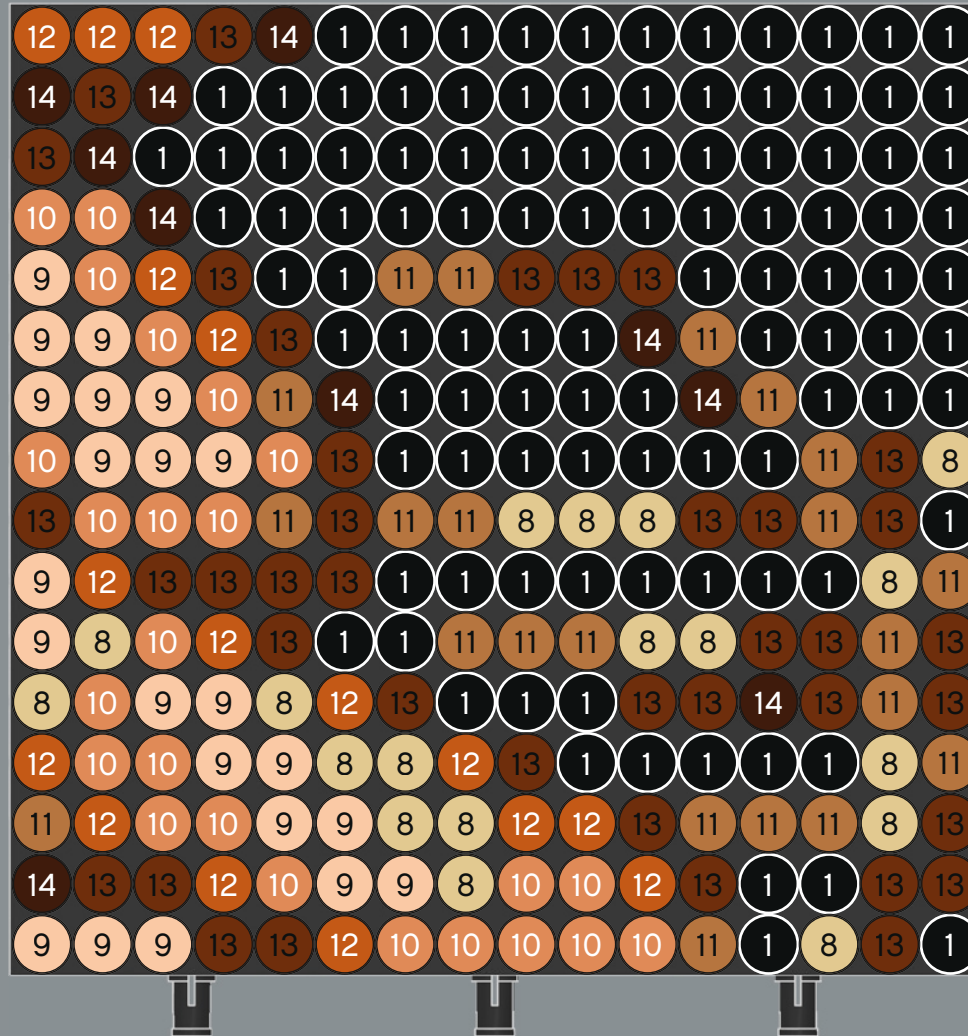 12 12 12 13 14 1 1 1 1 1 1 1 1 1 1 1
14 13 14 1 1 1 1 1 1 1 1 1 1 1 1 1
13 14 1 1 1 1 1 1 1 1 1 1 1 1 1 1
10 10 14 1 1 1 1 1 1 1 1 1 1 1 1 1
9 10 12 13 1 1 11 11 13 13 13 1 1 1 1 1
9 9 10 12 13 1 1 1 1 1 14 11 1 1 1 1
9 9 9 10 11 14 1 1 1 1 1 14 11 1 1 1
10 9 9 9 10 13 1 1 1 1 1 1 1 11 13 8
13 10 10 10 11 13 11 11 8 8 8 13 13 11 13 1
9 12 13 13 13 13 1 1 1 1 1 1 1 1 8 11
9 8 10 12 13 1 1 11 11 11 8 8 13 13 11 13
8 10 9 9 8 12 13 1 1 1 13 13 14 13 11 13
12 10 10 9 9 8 8 12 13 1 1 1 1 1 8 11
11 12 10 10 9 9 8 8 12 12 13 11 11 11 8 13
14 13 13 12 10 9 9 8 10 10 12 13 1 1 13 13
9 9 9 13 13 12 10 10 10 10 10 11 1 8 13 1